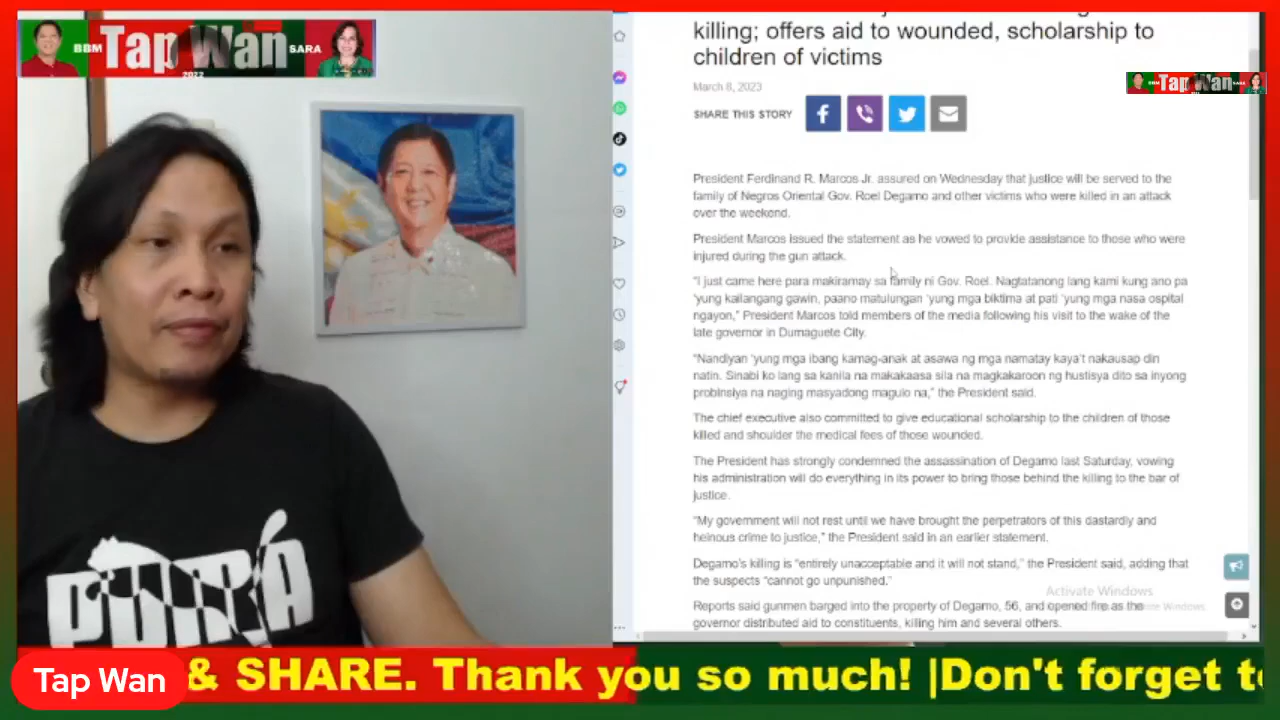 BBM Tap Wan SARA
2022
killing; offers aid to wounded, scholarship to
children of victims
March 8, 2023
SHARE THIS STORY
Tap Wan
President Ferdinand R. Marcos Jr. assured on Wednesday that justice will be served to the
family of Negros Oriental Gov. Roel Degamo and other victims who were killed in an attack
over the weekend.
President Marcos issued the statement as he vowed to provide assistance to those who were
injured during the gun attack.
“I just came here para makiramay sa family ni Gov. Roel. Nagtatanong lang kami kung ano pa
‘yung kailangang gawin, paano matulungan ‘yung mga biktima at pati ‘yung mga nasa ospital
ngayon,” President Marcos told members of the media following his visit to the wake of the
late governor in Dumaguete City.
“Nandiyan ‘yung mga ibang kamag-anak at asawa ng mga namatay kaya’t nakausap din
natin. Sinabi ko lang sa kanila na makakaasa sila na magkakaroon ng hustisya dito sa inyong
probinsiya na naging masyadong magulo na,” the President said.
The chief executive also committed to give educational scholarship to the children of those
killed and shoulder the medical fees of those wounded.
The President has strongly condemned the assassination of Degamo last Saturday, vowing
his administration will do everything in its power to bring those behind the killing to the bar of
justice.
“My government will not rest until we have brought the perpetrators of this dastardly and
heinous crime to justice,” the President said in an earlier statement.
Degamo’s killing is “entirely unacceptable and it will not stand,” the President said, adding that
the suspects “cannot go unpunished.”
Activate Windows
Reports said gunmen barged into the property of Degamo, 56, and opened fire as the
governor distributed aid to constituents, killing him and several others.
PUMA
Tap Wan
& SHARE. Thank you so much! |Don't forget to